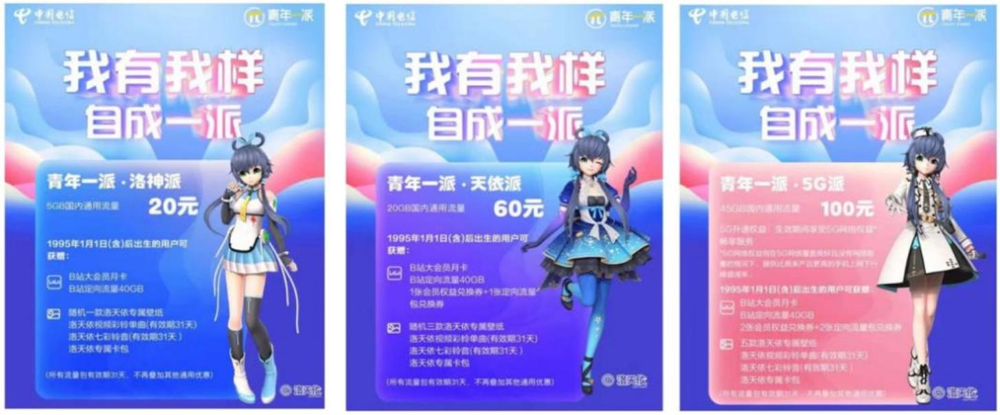 中国电信
CHINA TELECOM
青年一派
我有我样
自成一派
青年一派·洛神派
5GB国内通用流量 20元
1995年1月1日(含)后出生的用户可
获赠：
B站大会员月卡
B站定向流量40GB
随机一款洛天依专属壁纸
洛天依视频彩铃单曲(有效期31天)
洛天依七彩铃音(有效期31天)
洛天依专属卡包
(所有流量包有效期31天、不再叠加其他通用优惠)
洛天依
中国电信
CHINA TELECOM
青年一派
我有我样
自成一派
青年一派·天依派
20GB国内通用流量 60元
1995年1月1日(含)后出生的用户可
获赠：
B站大会员月卡
B站定向流量40GB
1张会员权益兑换券+1张定向流量
包兑换券
随机三款洛天依专属壁纸
洛天依视频彩铃单曲(有效期31天)
洛天依七彩铃音(有效期31天)
洛天依专属卡包
(所有流量包有效期31天、不再叠加其他通用优惠)
洛天依
中国电信
CHINA TELECOM
青年一派
我有我样
自成一派
青年一派·5G派
45GB国内通用流量 100元
5G升速权益：生效期间享受5G网络权益*
畅享服务
*5G网络权益指在5G网络覆盖良好且没有网络拥
塞的情况下，提供比原来产品更高的手机上网下行
峰值速率。
1995年1月1日(含)后出生的用户可获赠：
B站大会员月卡
B站定向流量40GB
2张会员权益兑换券+2张定向流量包兑换券
五款洛天依专属壁纸
洛天依视频彩铃单曲(有效期31天)
洛天依七彩铃音(有效期31天)
洛天依专属卡包
(所有流量包有效期31天、不再叠加其他通用优惠)
洛天依